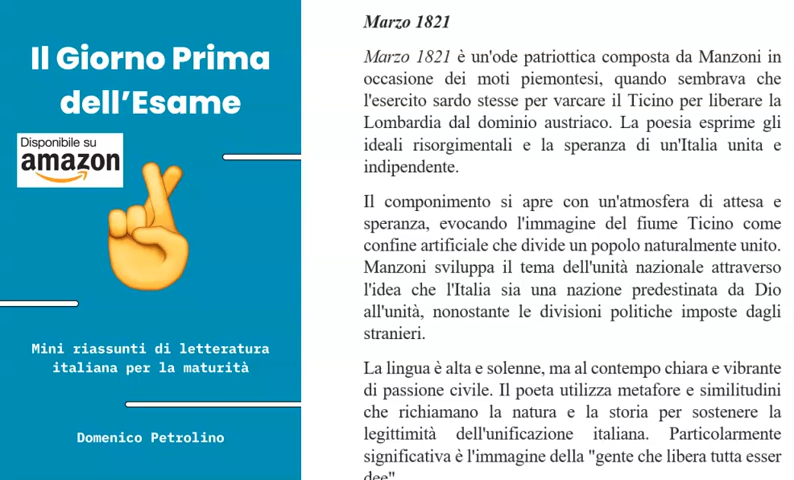 Il Giorno Prima
dell'Esame
Disponibile su
amazon
Mini riassunti di letteratura
italiana per la maturità
Domenico Petrolino
Marzo 1821
Marzo 1821 è un'ode patriottica composta da Manzoni in
occasione dei moti piemontesi, quando sembrava che
l'esercito sardo stesse per varcare il Ticino per liberare la
Lombardia dal dominio austriaco. La poesia esprime gli
ideali risorgimentali e la speranza di un'Italia unita e
indipendente.
Il componimento si apre con un'atmosfera di attesa e
speranza, evocando l'immagine del fiume Ticino come
confine artificiale che divide un popolo naturalmente unito.
Manzoni sviluppa il tema dell'unità nazionale attraverso
l'idea che l'Italia sia una nazione predestinata da Dio
all'unità, nonostante le divisioni politiche imposte dagli
stranieri.
La lingua è alta e solenne, ma al contempo chiara e vibrante
di passione civile. Il poeta utilizza metafore e similitudini
che richiamano la natura e la storia per sostenere la
legittimità dell'unificazione italiana. Particolarmente
significativa è l'immagine della "gente che libera tutta esser
dee"